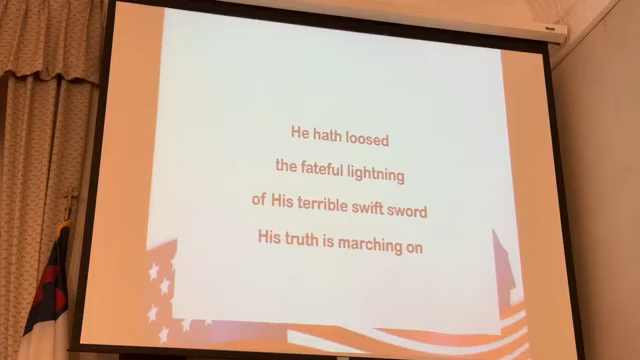 He hath loosed
the fateful lightning
of His terrible swift sword
His truth is marching on